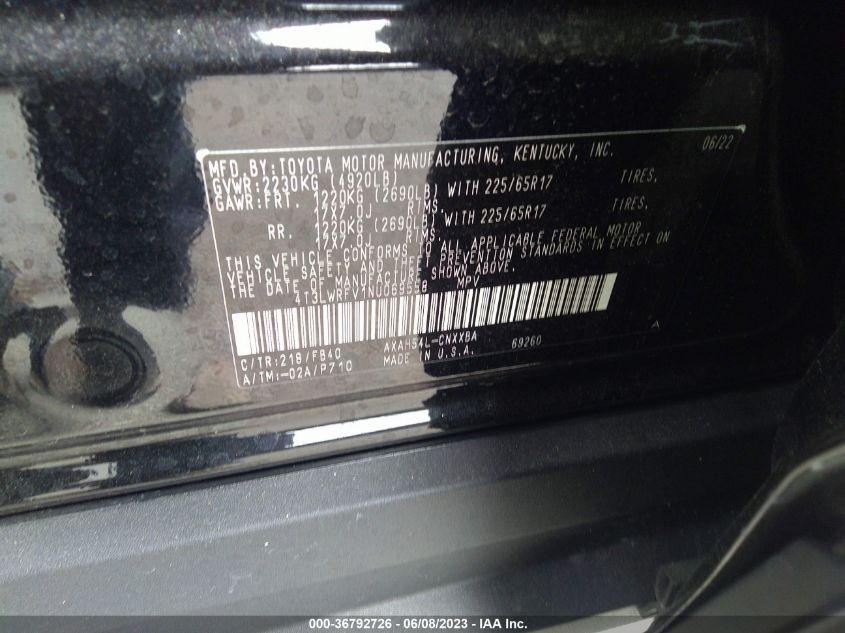 MFD. BY: TOYOTA MOTOR MANUFACTURING, KENTUCKY, INC. 06/22
GVWR: 2230KG (4920LB)
GAWR: FRT. 1220KG (2690LB) WITH 225/65R17 TIRES,
17X7.0J RIMS,
RR. 1220KG (2690LB) WITH 225/65R17 TIRES,
17X7.0J RIMS,
THIS VEHICLE CONFORMS TO ALL APPLICABLE FEDERAL MOTOR
VEHICLE SAFETY AND THEFT PREVENTION STANDARDS IN EFFECT ON
THE DATE OF MANUFACTURE SHOWN ABOVE.
MPV
C/TR: 218/FB40 AXAH54L-CNXXBA 69260
A/TM: -02A/P710 MADE IN U.S.A.
000-36792726 - 06/08/2023 - IAA Inc.